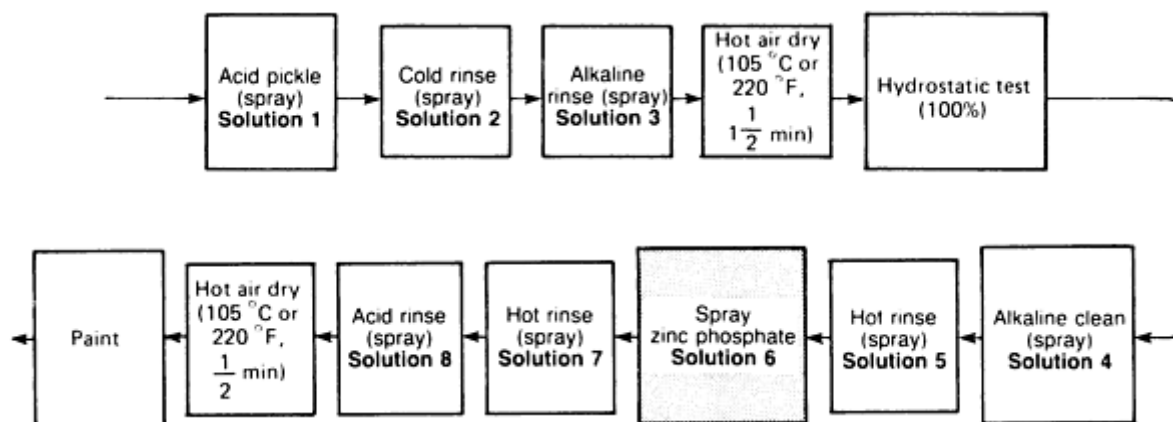 Acid pickle
(spray)
Solution 1
Cold rinse
(spray)
Solution 2
Alkaline
rinse (spray)
Solution 3
Hot air dry
(105 °C or
220 °F,
1 1/2 min)
Hydrostatic test
(100%)
Alkaline clean
(spray)
Solution 4
Hot rinse
(spray)
Solution 5
Spray
zinc phosphate
Solution 6
Hot rinse
(spray)
Solution 7
Acid rinse
(spray)
Solution 8
Hot air dry
(105 °C or
220 °F,
1/2 min)
Paint